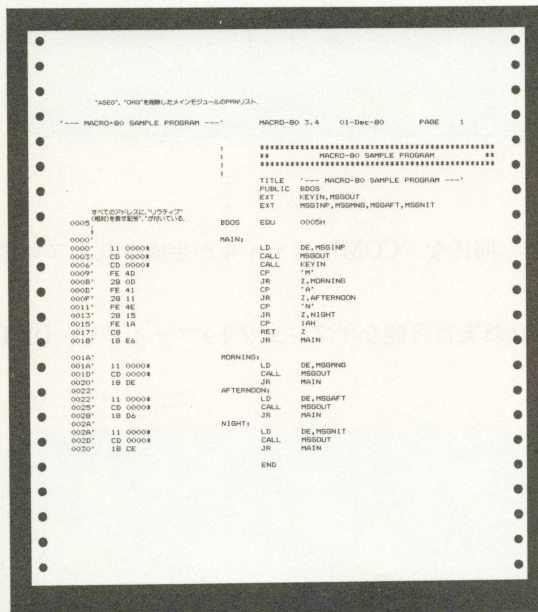 "ASEG", "ORG"を削除したメインモジュールのPRNリスト.
'--- MACRO-80 SAMPLE PROGRAM ---' MACRO-80 3.4 01-Dec-80 PAGE 1
; ****************************************
; ** MACRO-80 SAMPLE PROGRAM **
; ****************************************
TITLE '--- MACRO-80 SAMPLE PROGRAM ---'
PUBLIC BDOS
EXT KEYIN,MSGOUT
EXT MSGINP,MSGMNG,MSGAFT,MSGNIT
すべてのアドレスに, "リラティブ"
(相対)を表す記号"'"が付いている.
0005 BDOS EQU 0005H
0000' MAIN:
0000' 11 0000* LD DE,MSGINP
0003' CD 0000* CALL MSGOUT
0006' CD 0000* CALL KEYIN
0009' FE 4D CP 'M'
000B' 28 0D JR Z,MORNING
000D' FE 41 CP 'A'
000F' 28 11 JR Z,AFTERNOON
0011' FE 4E CP 'N'
0013' 28 15 JR Z,NIGHT
0015' FE 1A CP 1AH
0017' C8 RET Z
0018' 18 E6 JR MAIN
001A' MORNING:
001A' 11 0000* LD DE,MSGMNG
001D' CD 0000* CALL MSGOUT
0020' 18 DE JR MAIN
0022' AFTERNOON:
0022' 11 0000* LD DE,MSGAFT
0025' CD 0000* CALL MSGOUT
0028' 18 D6 JR MAIN
002A' NIGHT:
002A' 11 0000* LD DE,MSGNIT
002D' CD 0000* CALL MSGOUT
0030' 18 CE JR MAIN
END